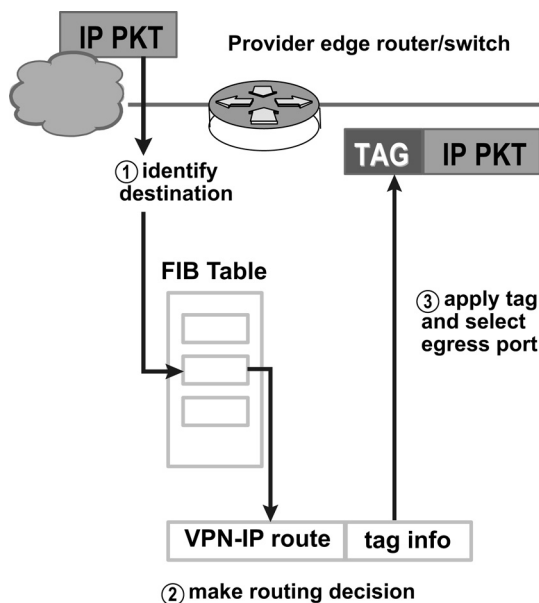 IP PKT
Provider edge router/switch
TAG IP PKT
① identify
destination
FIB Table
③ apply tag
and select
egress port
VPN-IP route tag info
② make routing decision